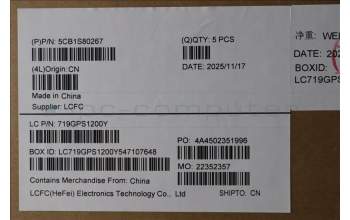 (P)P/N: 5CB1S80267
(Q)QTY: 5 PCS
(4L)Origin:CN
DATE: 2025/11/17
Made in China
Supplier: LCFC
LC P/N: 719GPS1200Y
PO: 4A4502351996
BOX ID: LC719GPS1200Y547107648
MO: 22352357
Contains Merchandise From: China
LCFC(HeFei) Electronics Technology Co., Ltd
SHIPTO: CN
净重:
DATE: 
BOXID:
LC719GPS